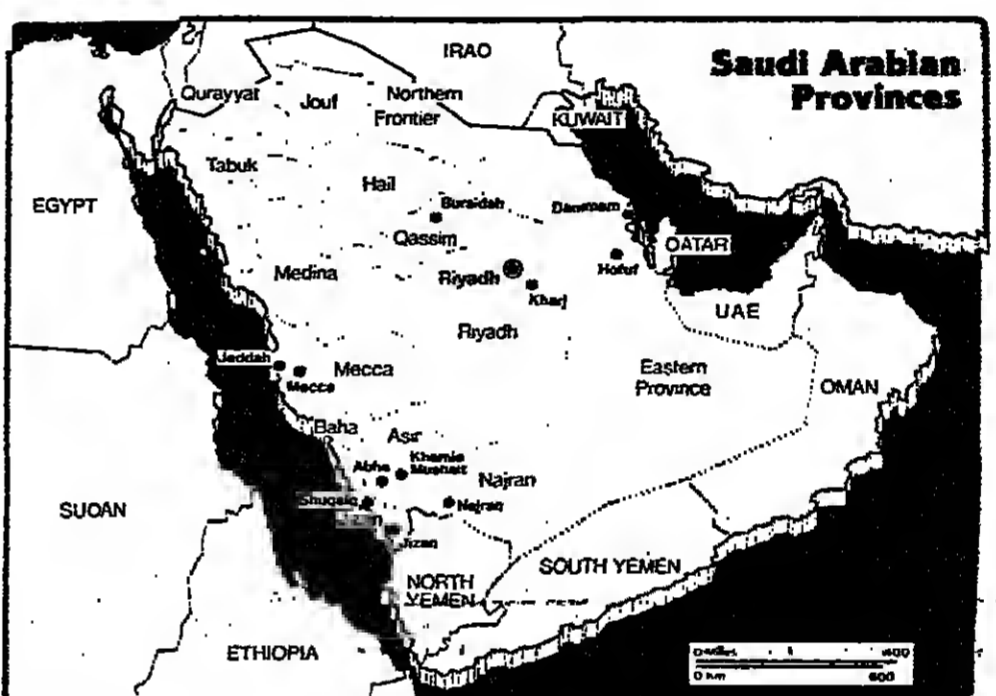 Saudi Arabian
Provinces
IRAQ
Qurayyat
Jouf
Northern
Frontier
KUWAIT
Tabuk
Hail
EGYPT
Buraidah
Dammam
Qassim
QATAR
Hofuf
Medina
Riyadh
Kharj
UAE
Riyadh
Jeddah
Mecca
Mecca
Eastern
Province
OMAN
Baha
Asir
Abha
Khamis
Mushait
Najran
Shuqaiq
Najran
SUDAN
Jizan
SOUTH YEMEN
NORTH
YEMEN
ETHIOPIA
0 Miles 400
0 km 600